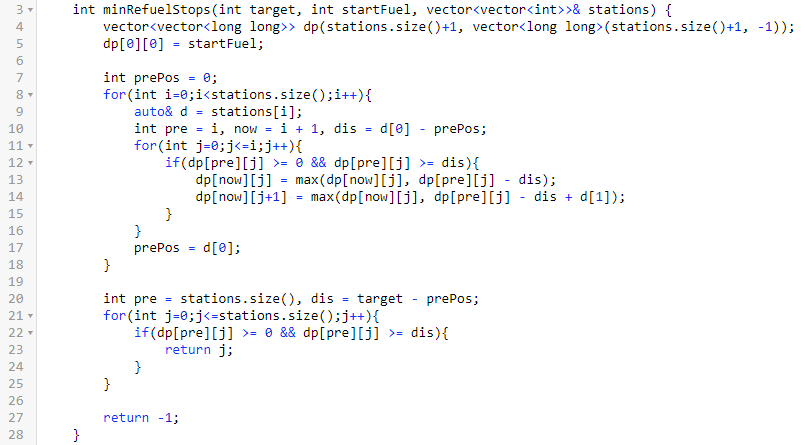 3 int minRefuelStops(int target, int startFuel, vector<vector<int>>& stations) {
4 vector<vector<long long>> dp(stations.size()+1, vector<long long>(stations.size()+1, -1));
5 dp[0][0] = startFuel;
6
7 int prePos = 0;
8 for(int i=0;i<stations.size();i++){
9 auto& d = stations[i];
10 int pre = i, now = i + 1, dis = d[0] - prePos;
11 for(int j=0;j<=i;j++){
12 if(dp[pre][j] >= 0 && dp[pre][j] >= dis){
13 dp[now][j] = max(dp[now][j], dp[pre][j] - dis);
14 dp[now][j+1] = max(dp[now][j], dp[pre][j] - dis + d[1]);
15 }
16 }
17 prePos = d[0];
18 }
19
20 int pre = stations.size(), dis = target - prePos;
21 for(int j=0;j<=stations.size();j++){
22 if(dp[pre][j] >= 0 && dp[pre][j] >= dis){
23 return j;
24 }
25 }
26
27 return -1;
28 }